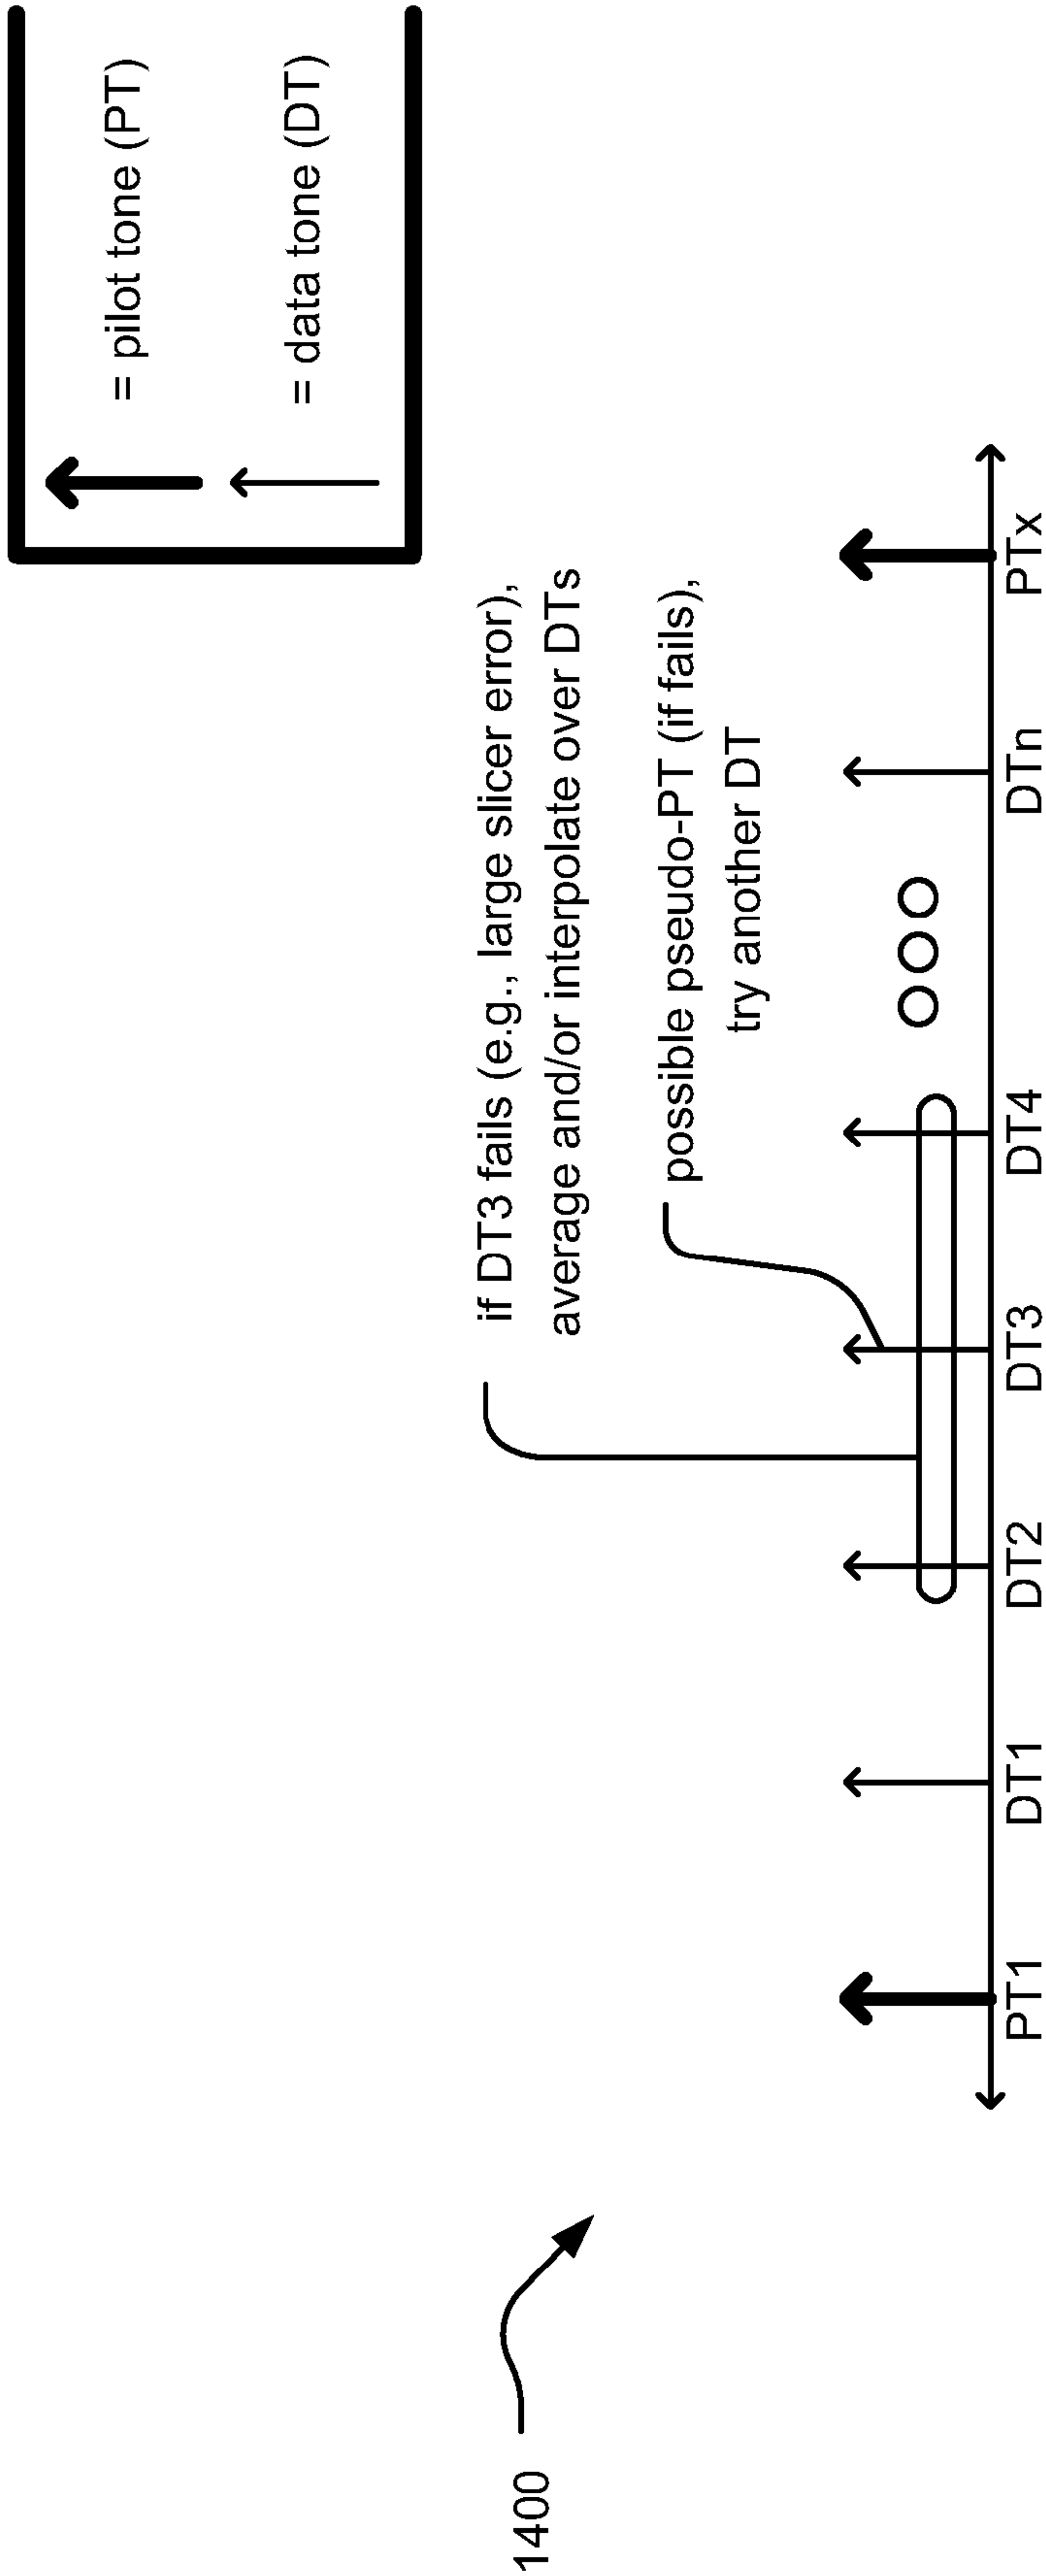 = pilot tone (PT)
= data tone (DT)
if DT3 fails (e.g., large slicer error),
average and/or interpolate over DTs
possible pseudo-PT (if fails),
try another DT
1400
PT1 DT1 DT2 DT3 DT4 DTn PTx